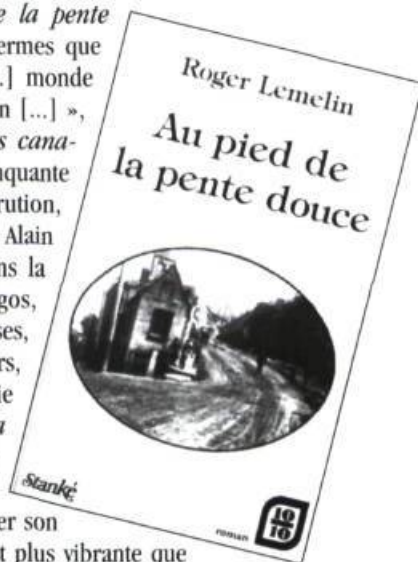 e la pente
ermes que
.] monde
n [...] »,
s cana-
nquante
rution,
Alain
ns la
gos,
ses,
rs,
ie
a
er son
t plus vibrante que
Roger Lemelin
Au pied de
la pente douce
Stanké
roman
10
10